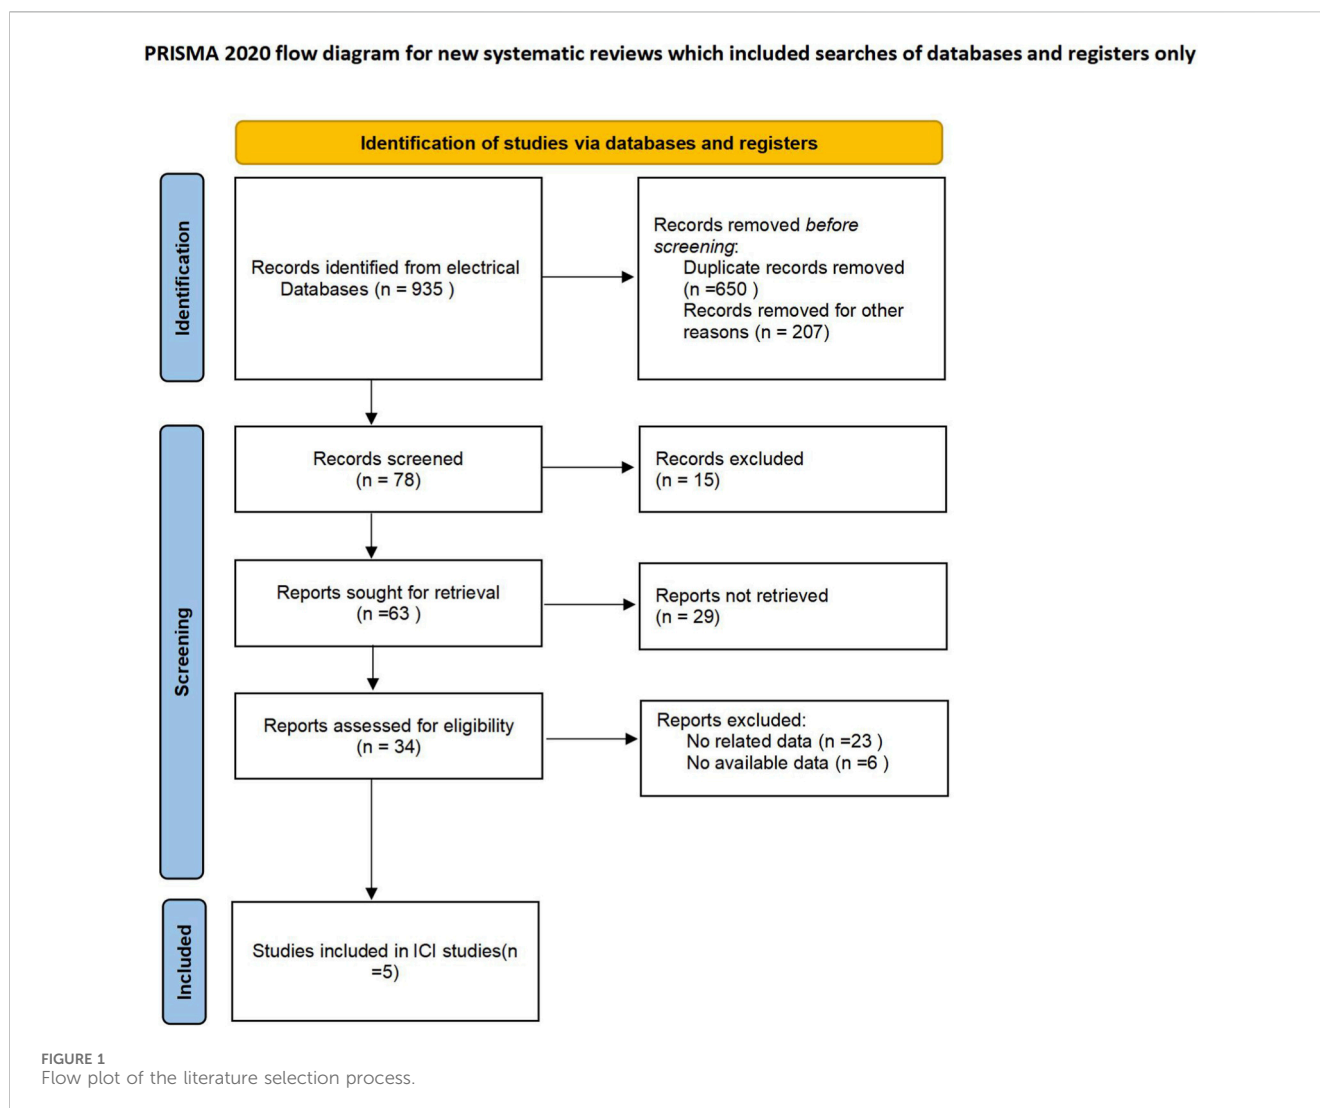 PRISMA 2020 flow diagram for new systematic reviews which included searches of databases and registers only
Identification of studies via databases and registers
Identification
Records identified from electrical
Databases (n = 935 )
Records removed before
screening:
Duplicate records removed
(n =650 )
Records removed for other
reasons (n = 207)
Screening
Records screened
(n = 78)
Records excluded
(n = 15)
Reports sought for retrieval
(n =63 )
Reports not retrieved
(n = 29)
Reports assessed for eligibility
(n = 34)
Reports excluded:
No related data (n =23 )
No available data (n =6 )
Included
Studies included in ICI studies(n
=5)
FIGURE 1
Flow plot of the literature selection process.